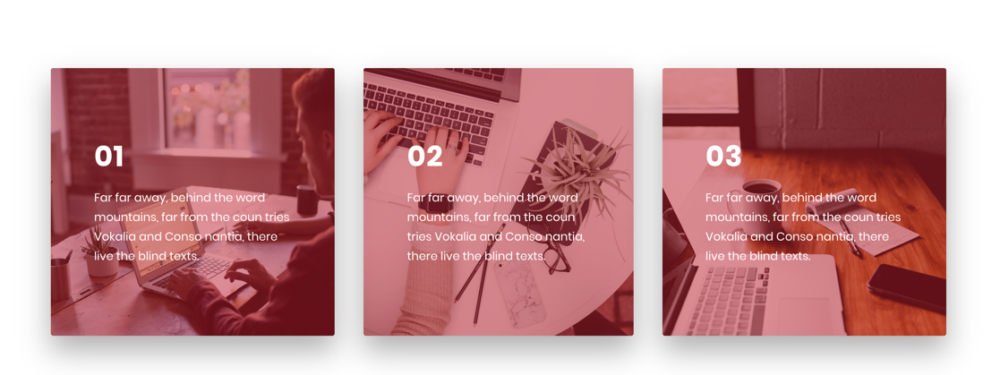 01
Far far away, behind the word
mountains, far from the coun tries
Vokalia and Conso nantia, there
live the blind texts.
02
Far far away, behind the word
mountains, far from the coun
tries Vokalia and Conso nantia,
there live the blind texts.
03
Far far away, behind the word
mountains, far from the coun tries
Vokalia and Conso nantia, there
live the blind texts.